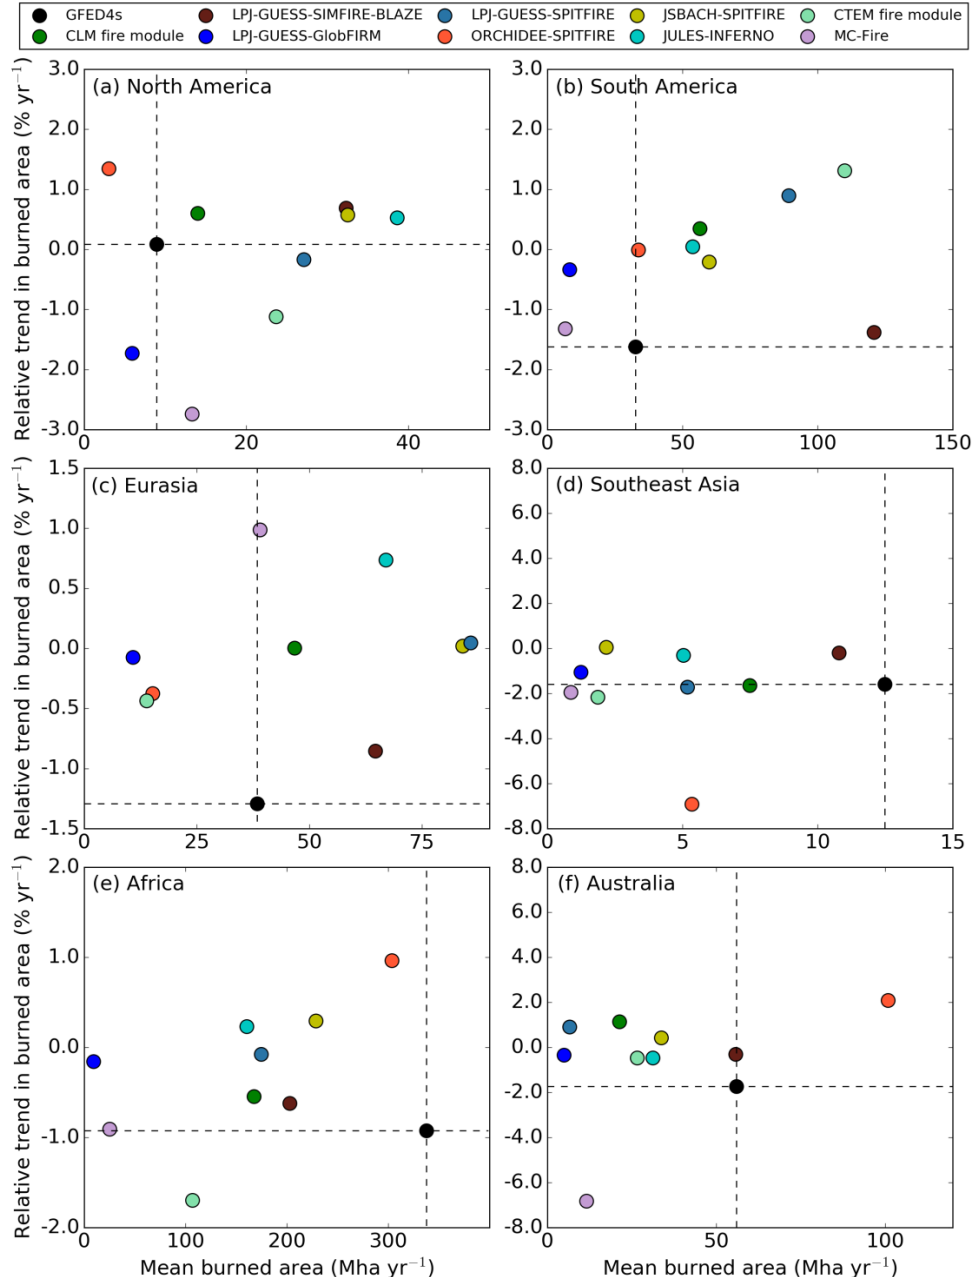 GFED4s
LPJ-GUESS-SIMFIRE-BLAZE
LPJ-GUESS-SPITFIRE
JSBACH-SPITFIRE
CTEM fire module
CLM fire module
LPJ-GUESS-GlobFIRM
ORCHIDEE-SPITFIRE
JULES-INFERNO
MC-Fire
(a) North America
Relative trend in burned area (% yr⁻¹)
3.0
2.0
1.0
0.0
-1.0
-2.0
-3.0
0 20 40
(b) South America
3.0
2.0
1.0
0.0
-1.0
-2.0
-3.0
0 50 100 150
(c) Eurasia
Relative trend in burned area (% yr⁻¹)
1.5
1.0
0.5
0.0
-0.5
-1.0
-1.5
0 25 50 75
(d) Southeast Asia
8.0
6.0
4.0
2.0
0.0
-2.0
-4.0
-6.0
-8.0
0 5 10 15
(e) Africa
Relative trend in burned area (% yr⁻¹)
2.0
1.0
0.0
-1.0
-2.0
0 100 200 300
Mean burned area (Mha yr⁻¹)
(f) Australia
8.0
6.0
4.0
2.0
0.0
-2.0
-4.0
-6.0
-8.0
0 50 100
Mean burned area (Mha yr⁻¹)